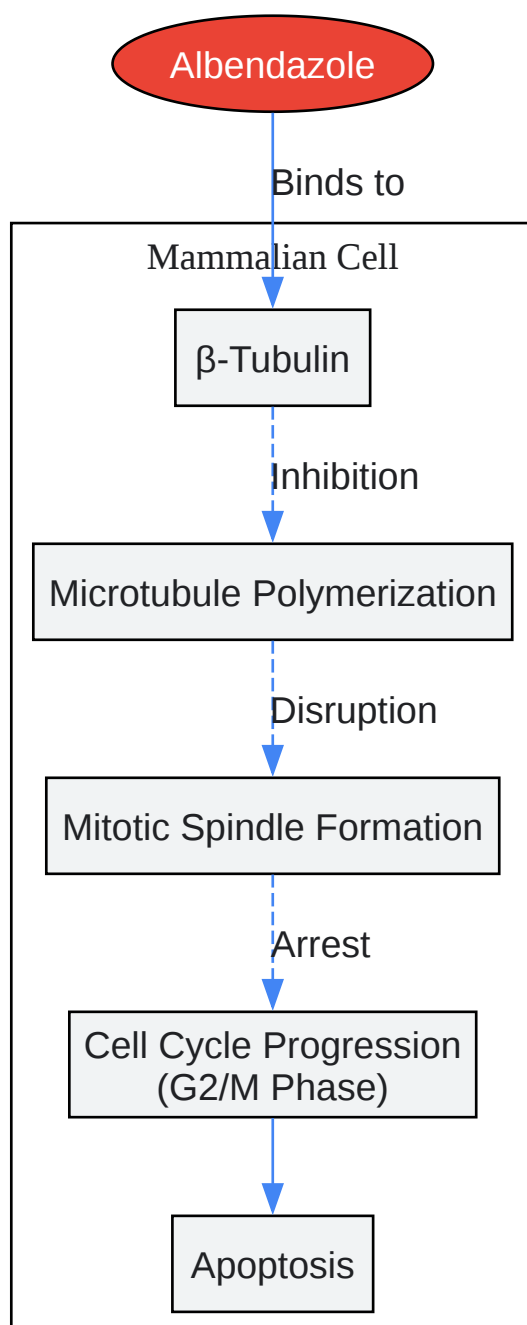 Albendazole
Binds to
Mammalian Cell
β-Tubulin
Inhibition
Microtubule Polymerization
Disruption
Mitotic Spindle Formation
Arrest
Cell Cycle Progression
(G2/M Phase)
Apoptosis